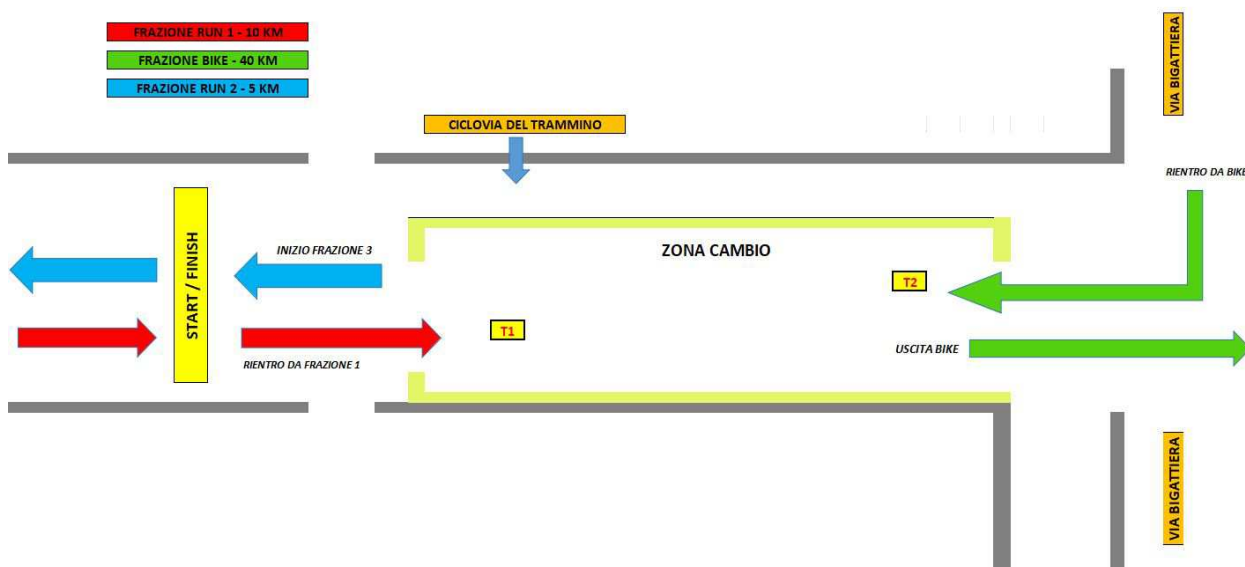 FRAZIONE RUN 1 - 10 KM
FRAZIONE BIKE - 40 KM
FRAZIONE RUN 2 - 5 KM
CICLOVIA DEL TRAMMINO
VIA BIGATTIERA
RIENTRO DA BIKE
START / FINISH
INIZIO FRAZIONE 3
ZONA CAMBIO
T2
T1
RIENTRO DA FRAZIONE 1
USCITA BIKE
VIA BIGATTIERA